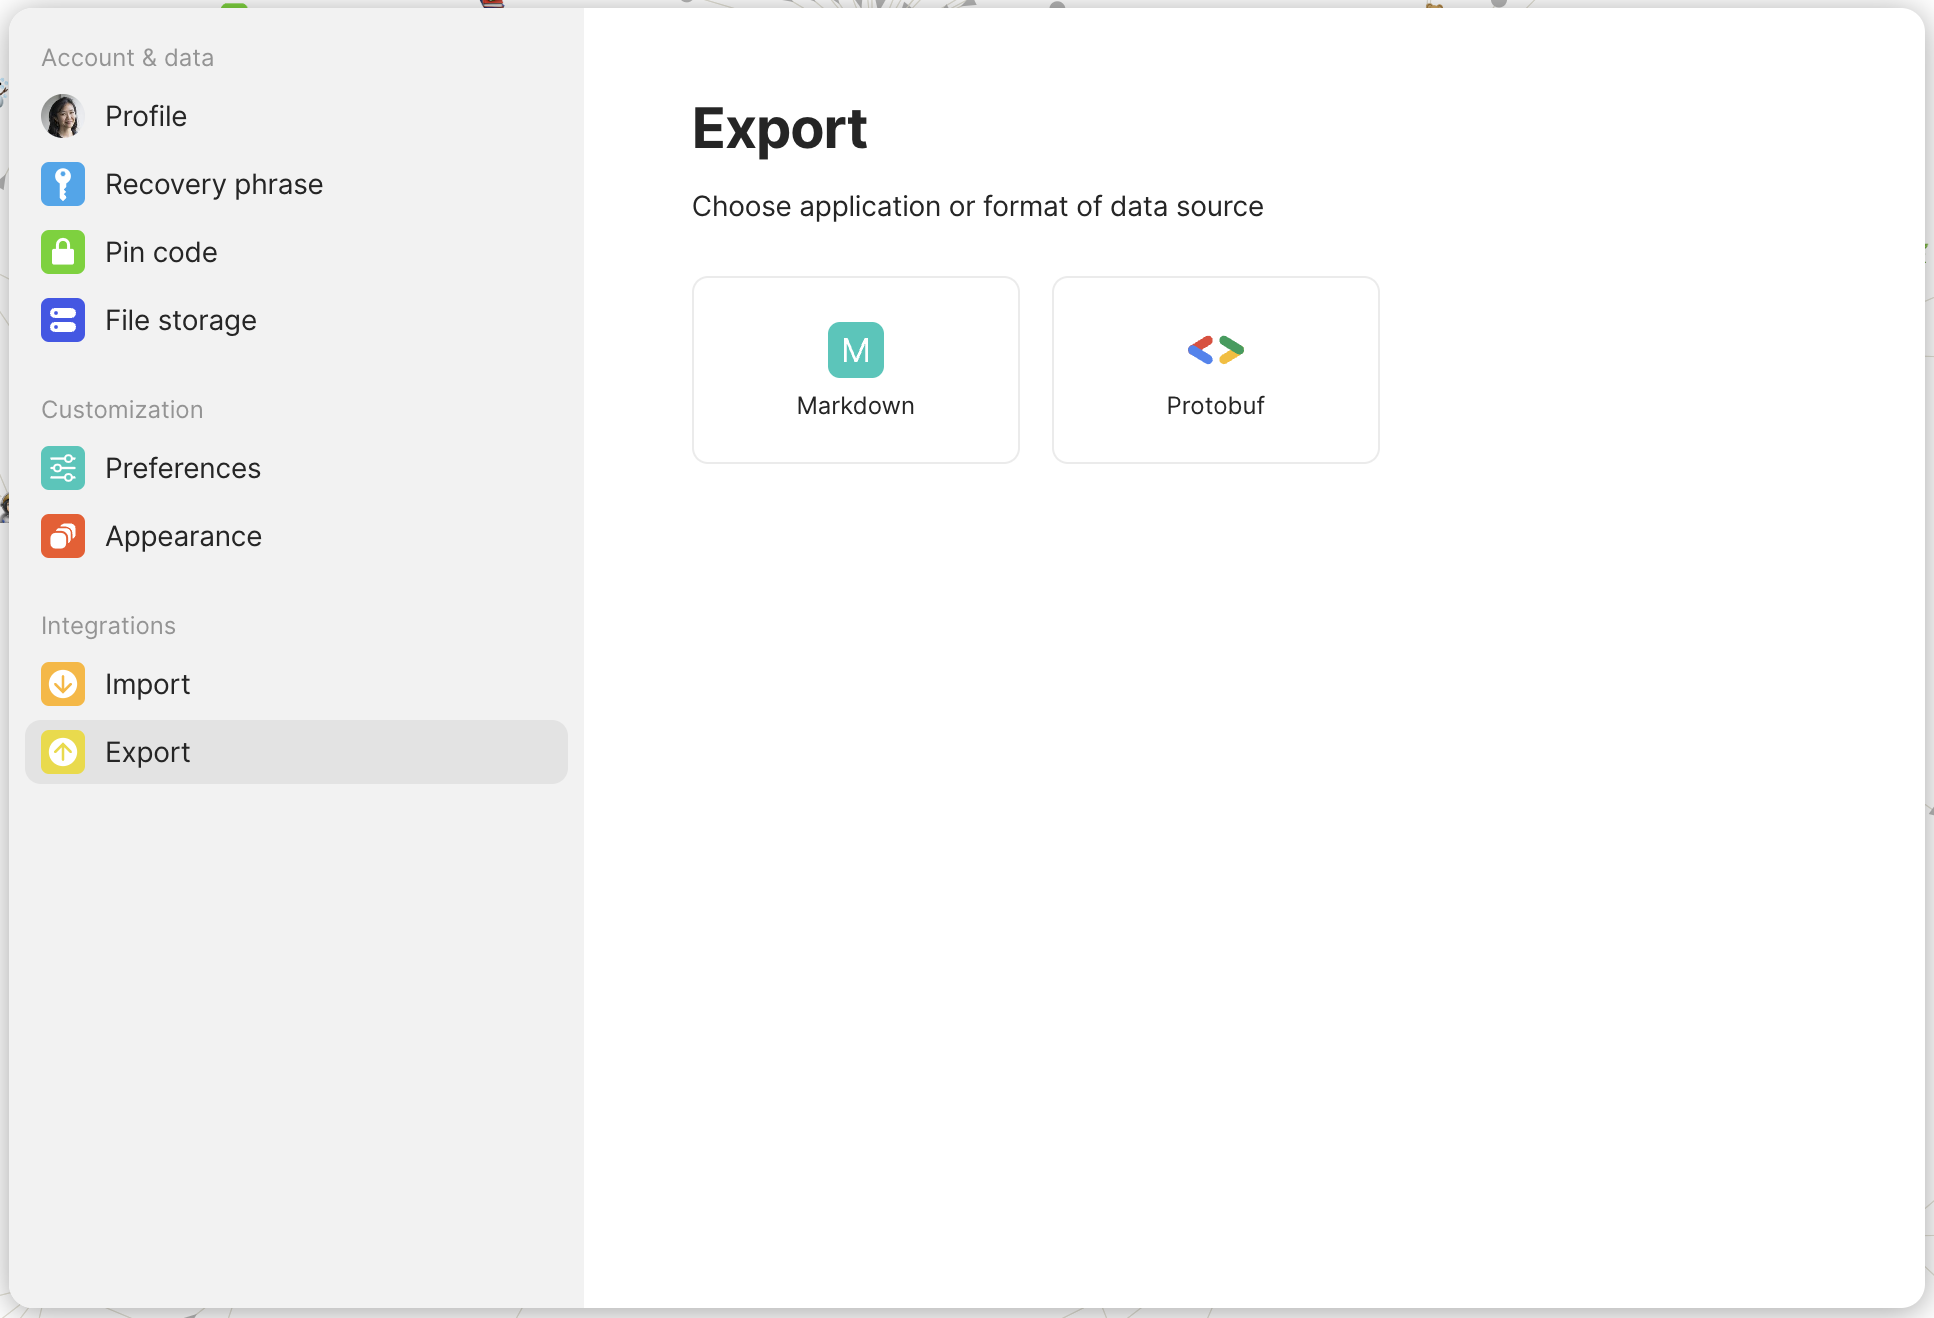 Account & data
Profile
Recovery phrase
Pin code
File storage
Customization
Preferences
Appearance
Integrations
Import
Export
Export
Choose application or format of data source
M
Markdown
Protobuf